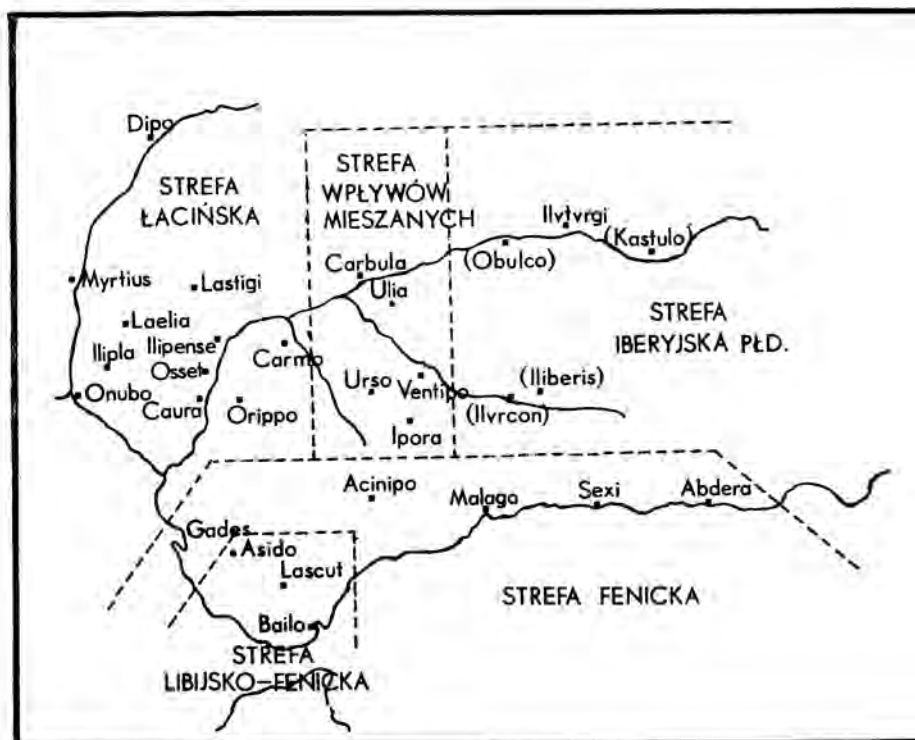 Dipo
STREFA
ŁACIŃSKA
STREFA
WPŁYWÓW
MIESZANYCH
Ilvtvrgi
(Kastulo)
(Obulco)
Carbula
Ulia
Myrtius
Lastigi
STREFA
IBERYJSKA PŁD.
Laelia
Ilipla
Ilipense
Osset
Carmo
Onubo
Caura
Orippo
Urso
Ventipo
(Iliberis)
(Ilvrcon)
Ipora
Acinipo
Malago
Sexi
Abdera
Gades
Asido
Lascut
STREFA FENICKA
Bailo
STREFA
LIBIJSKO-FENICKA